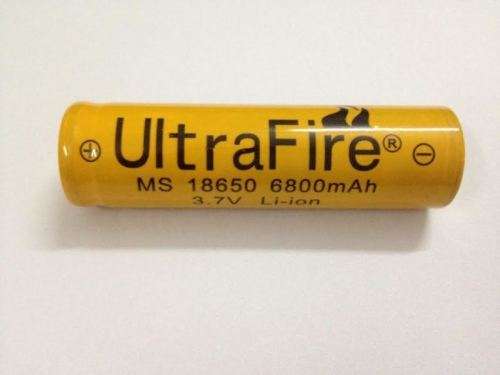 UltraFire®
MS 18650 6800mAh
3.7V Li-ion